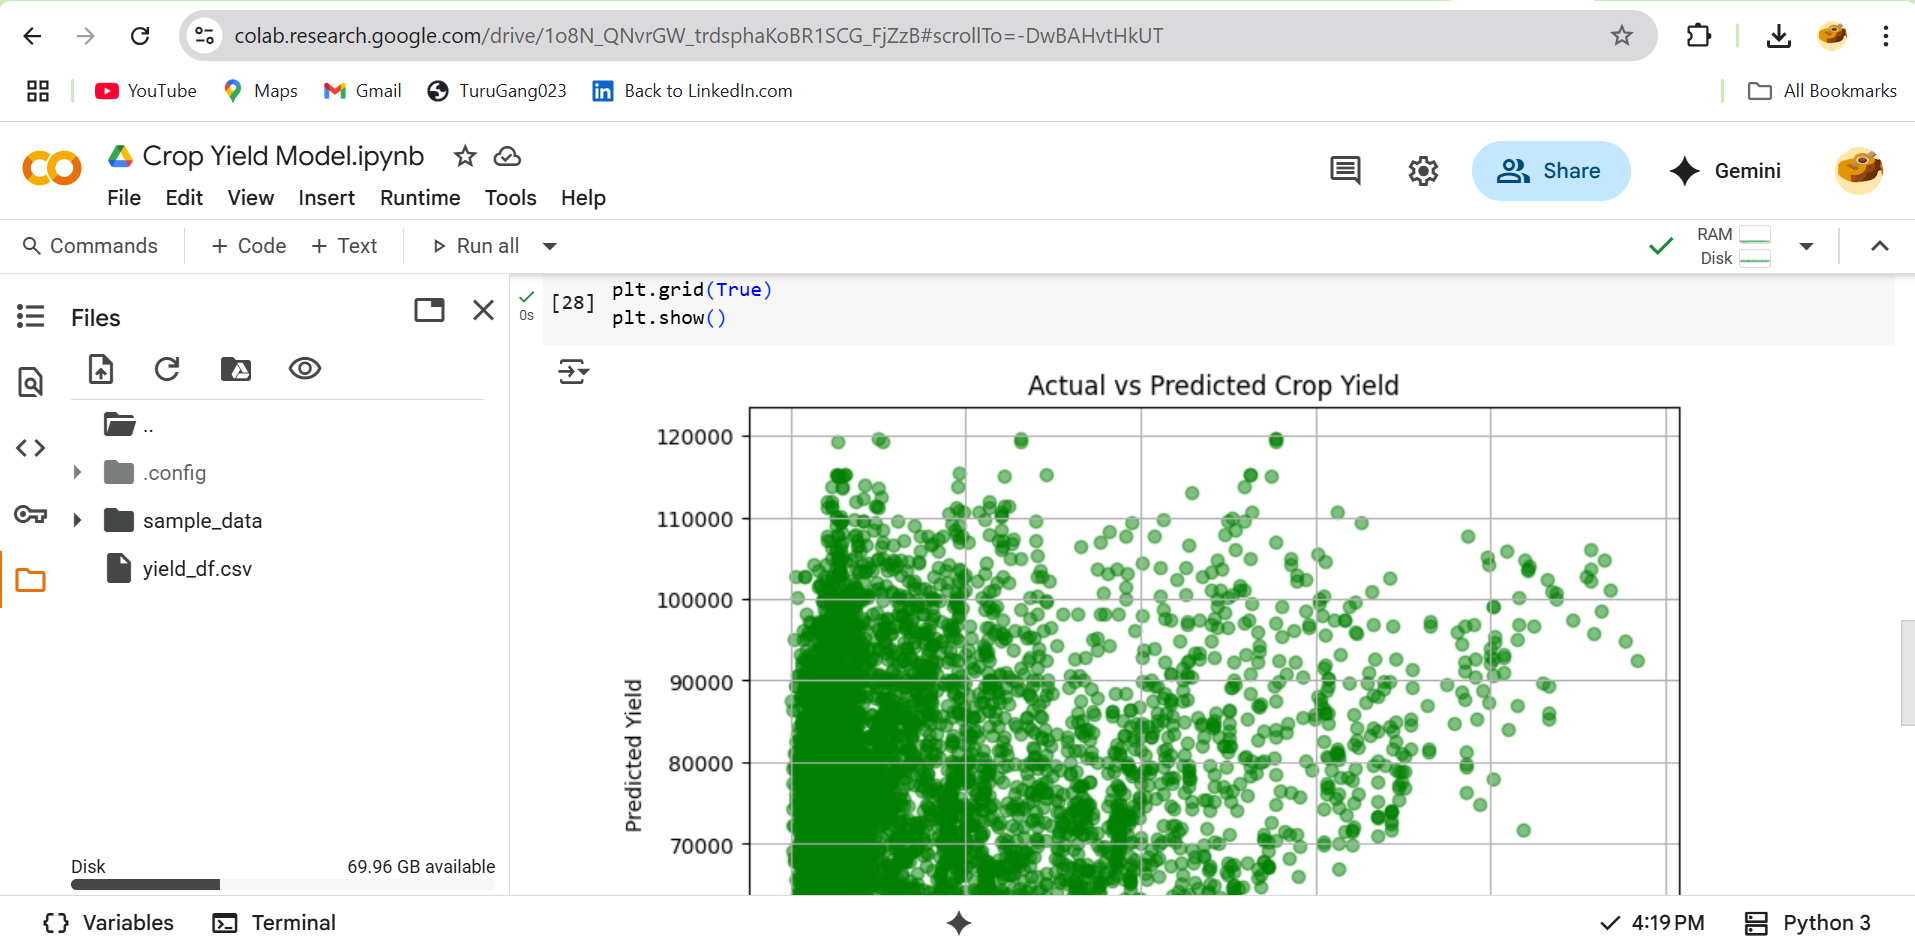 colab.research.google.com/drive/1o8N_QNvrGW_trdsphaKoBR1SCG_FjZzB#scrollTo=-DwBAHvtHkUT
YouTube Maps Gmail TuruGang023 Back to LinkedIn.com All Bookmarks
Crop Yield Model.ipynb
File Edit View Insert Runtime Tools Help
Share Gemini
Commands + Code + Text Run all
RAM
Disk
Files
..
.config
sample_data
yield_df.csv
Disk 69.96 GB available
0s
[28]
plt.grid(True)
plt.show()
Actual vs Predicted Crop Yield
120000
110000
100000
90000
80000
70000
Predicted Yield
Variables Terminal 4:19 PM Python 3